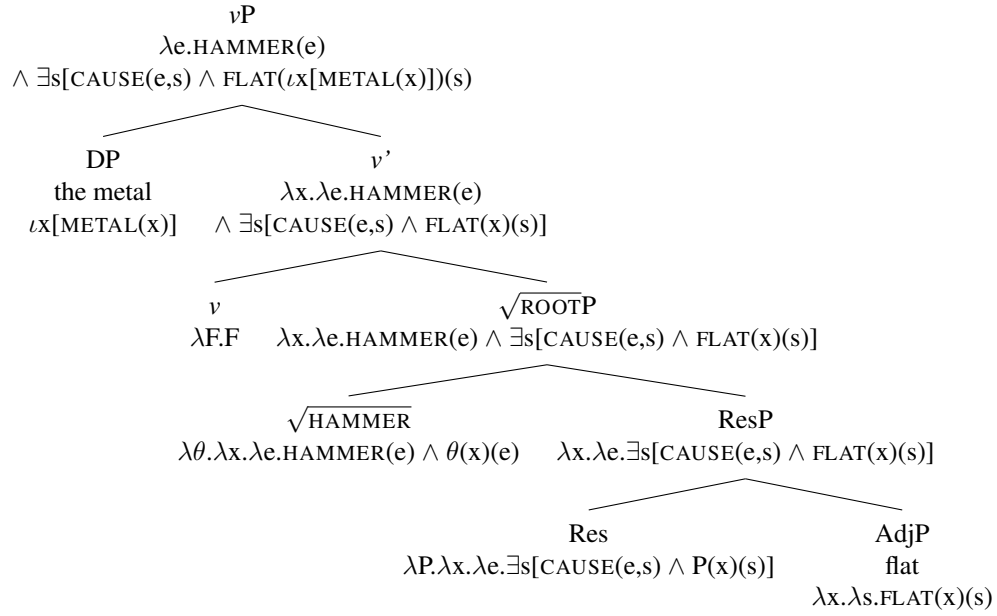 vP
λe.HAMMER(e)
∧ ∃s[CAUSE(e,s) ∧ FLAT(ιx[METAL(x)])(s)
DP
the metal
ιx[METAL(x)]
v'
λx.λe.HAMMER(e)
∧ ∃s[CAUSE(e,s) ∧ FLAT(x)(s)]
v
λF.F
√ROOTP
λx.λe.HAMMER(e) ∧ ∃s[CAUSE(e,s) ∧ FLAT(x)(s)]
√HAMMER
λθ.λx.λe.HAMMER(e) ∧ θ(x)(e)
ResP
λx.λe.∃s[CAUSE(e,s) ∧ FLAT(x)(s)]
Res
λP.λx.λe.∃s[CAUSE(e,s) ∧ P(x)(s)]
AdjP
flat
λx.λs.FLAT(x)(s)